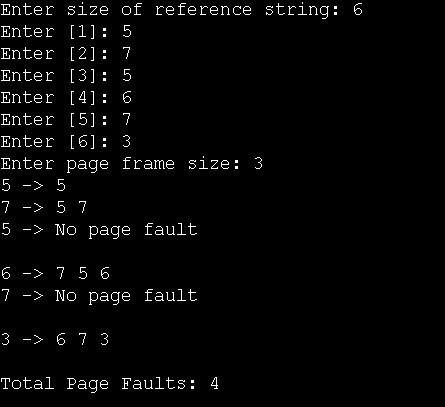 Enter size of reference string: 6
Enter [1]: 5
Enter [2]: 7
Enter [3]: 5
Enter [4]: 6
Enter [5]: 7
Enter [6]: 3
Enter page frame size: 3
5 -> 5
7 -> 5 7
5 -> No page fault
6 -> 7 5 6
7 -> No page fault
3 -> 6 7 3
Total Page Faults: 4